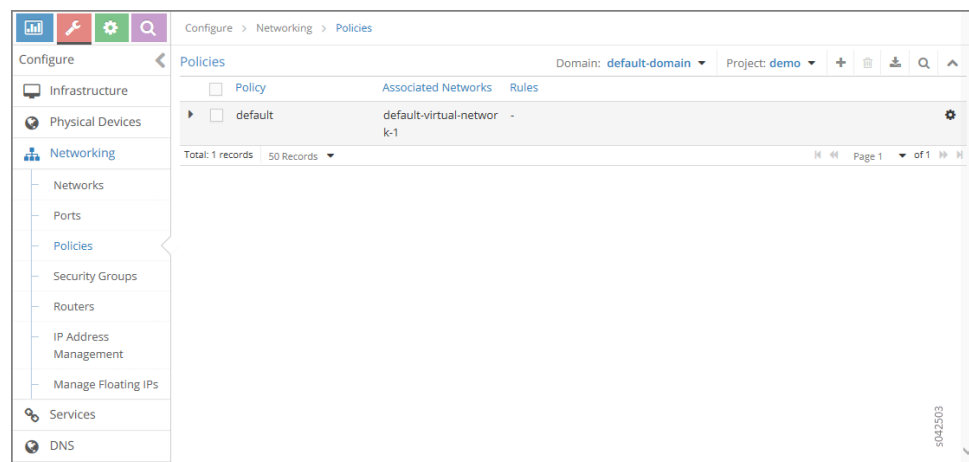 Configure > Networking > Policies
Configure
Infrastructure
Physical Devices
Networking
Networks
Ports
Policies
Security Groups
Routers
IP Address
Management
Manage Floating IPs
Services
DNS
Policies
Domain: default-domain
Project: demo
Policy
Associated Networks
Rules
default
default-virtual-networ
k-1
-
Total: 1 records
50 Records
Page 1
of 1
s042503